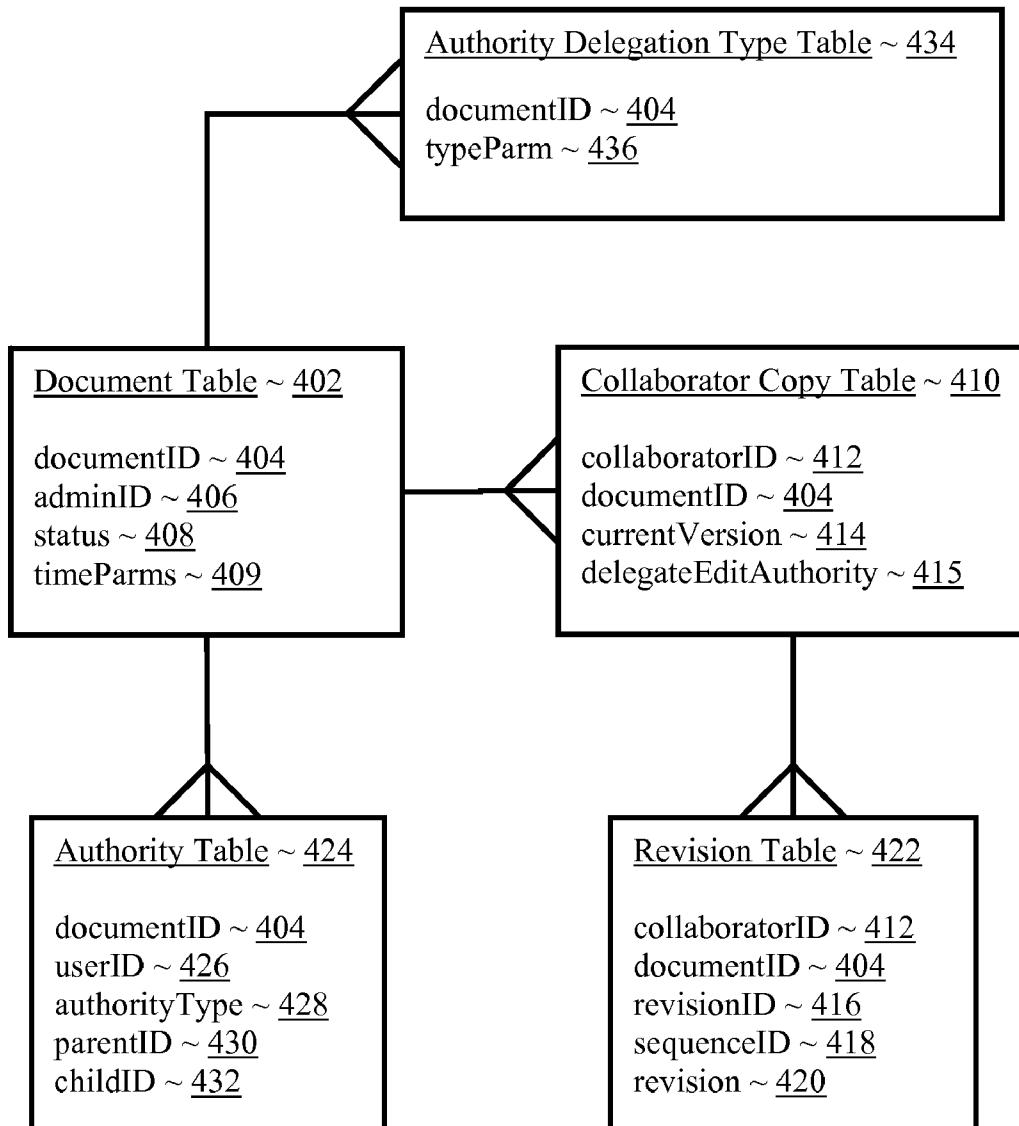 Authority Delegation Type Table ~ 434
documentID ~ 404
typeParm ~ 436
Document Table ~ 402
documentID ~ 404
adminID ~ 406
status ~ 408
timeParms ~ 409
Collaborator Copy Table ~ 410
collaboratorID ~ 412
documentID ~ 404
currentVersion ~ 414
delegateEditAuthority ~ 415
Authority Table ~ 424
documentID ~ 404
userID ~ 426
authorityType ~ 428
parentID ~ 430
childID ~ 432
Revision Table ~ 422
collaboratorID ~ 412
documentID ~ 404
revisionID ~ 416
sequenceID ~ 418
revision ~ 420